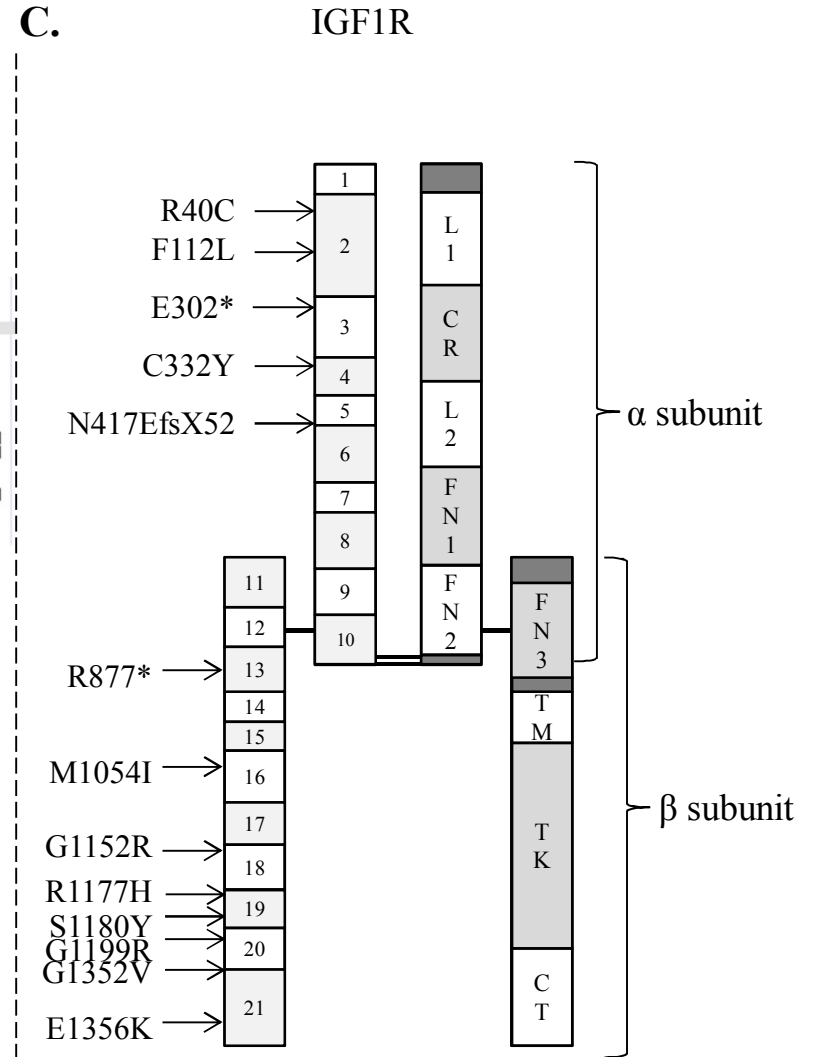 C.
IGF1R
R40C
F112L
E302*
C332Y
N417EfsX52
1
2
3
4
5
6
7
8
9
10
L
1
C
R
L
2
F
N
1
F
N
2
α subunit
R877*
M1054I
G1152R
R1177H
S1180Y
G1199R
G1352V
E1356K
11
12
13
14
15
16
17
18
19
20
21
F
N
3
T
M
T
K
C
T
β subunit